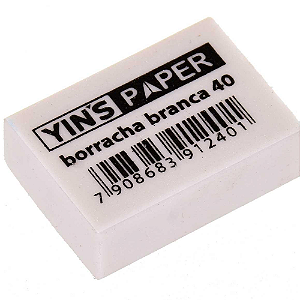 YIN'S PAPER
borracha branca 40
7 908683 912401